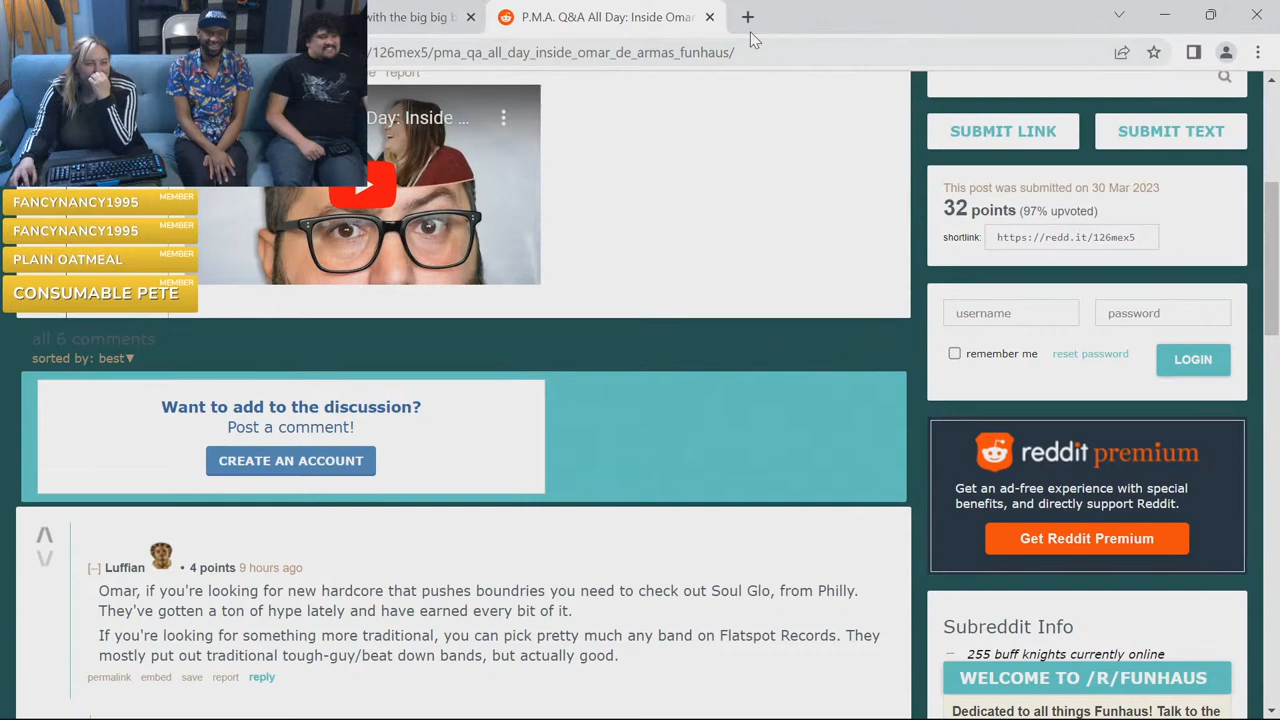 with the big big b
P.M.A. Q&A All Day: Inside Omar
/126mex5/pma_qa_all_day_inside_omar_de_armas_funhaus/
report
Day: Inside ...
FANCYNANCY1995 MEMBER
FANCYNANCY1995 MEMBER
PLAIN OATMEAL MEMBER
CONSUMABLE PETE MEMBER
all 6 comments
sorted by: best▼
Want to add to the discussion?
Post a comment!
CREATE AN ACCOUNT
[–] Luffian • 4 points 9 hours ago
Omar, if you're looking for new hardcore that pushes boundries you need to check out Soul Glo, from Philly.
They've gotten a ton of hype lately and have earned every bit of it.
If you're looking for something more traditional, you can pick pretty much any band on Flatspot Records. They
mostly put out traditional tough-guy/beat down bands, but actually good.
permalink embed save report reply
SUBMIT LINK
SUBMIT TEXT
This post was submitted on 30 Mar 2023
32 points (97% upvoted)
shortlink: https://redd.it/126mex5
username
password
remember me reset password LOGIN
reddit premium
Get an ad-free experience with special
benefits, and directly support Reddit.
Get Reddit Premium
Subreddit Info
255 buff knights currently online
WELCOME TO /R/FUNHAUS
Dedicated to all things Funhaus! Talk to the